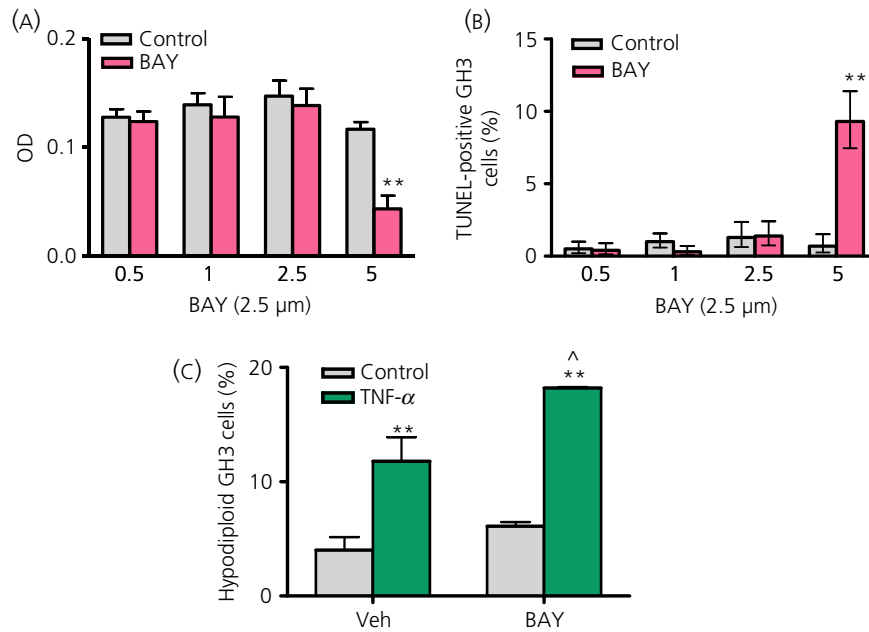 (A)
0.2
0.1
0.0
OD
Control
BAY
**
0.5 1 2.5 5
BAY (2.5 µm)
(B)
15
10
5
0
TUNEL-positive GH3
cells (%)
Control
BAY
**
0.5 1 2.5 5
BAY (2.5 µm)
(C)
20
10
0
Hypodiploid GH3 cells (%)
Control
TNF-α
**
^
**
Veh BAY